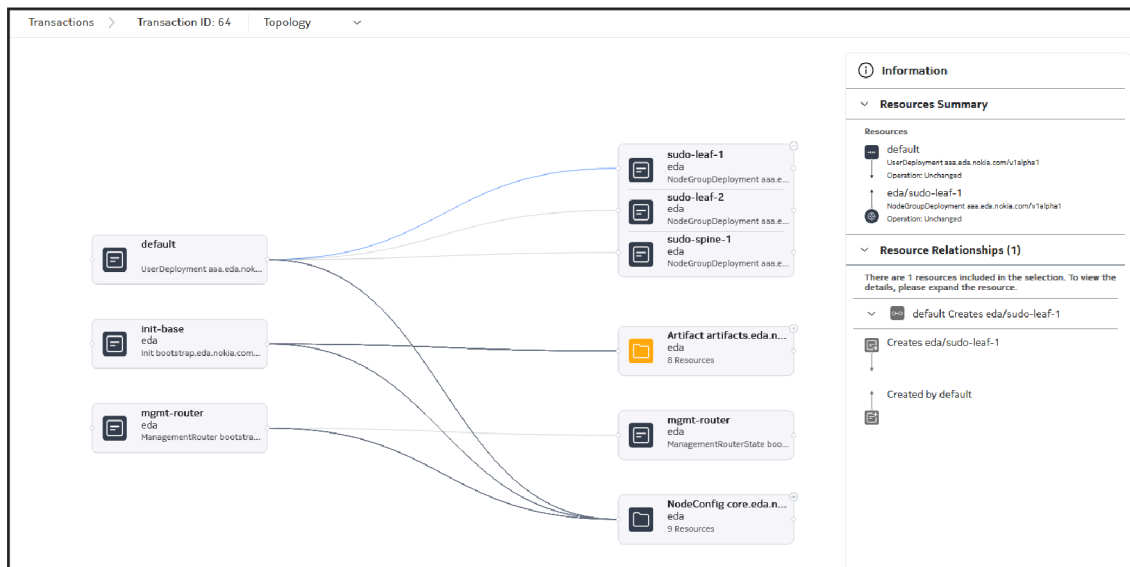 Transactions
Transaction ID: 64
Topology
sudo-leaf-1
eda
NodeGroupDeployment aaa.e...
sudo-leaf-2
eda
NodeGroupDeployment aaa.e...
sudo-spine-1
eda
NodeGroupDeployment aaa.e...
default
UserDeployment aaa.eda.nok...
init-base
eda
Init bootstrap.eda.nokia.com...
Artifact artifacts.eda.n...
eda
8 Resources
mgmt-router
eda
ManagementRouter bootstra...
mgmt-router
eda
ManagementRouterState boo...
NodeConfig core.eda.n...
eda
9 Resources
Information
Resources Summary
Resources
default
UserDeployment aaa.eda.nokia.com/v1alpha1
Operation: Unchanged
eda/sudo-leaf-1
NodeGroupDeployment aaa.eda.nokia.com/v1alpha1
Operation: Unchanged
Resource Relationships (1)
There are 1 resources included in the selection. To view the
details, please expand the resource.
default Creates eda/sudo-leaf-1
Creates eda/sudo-leaf-1
Created by default